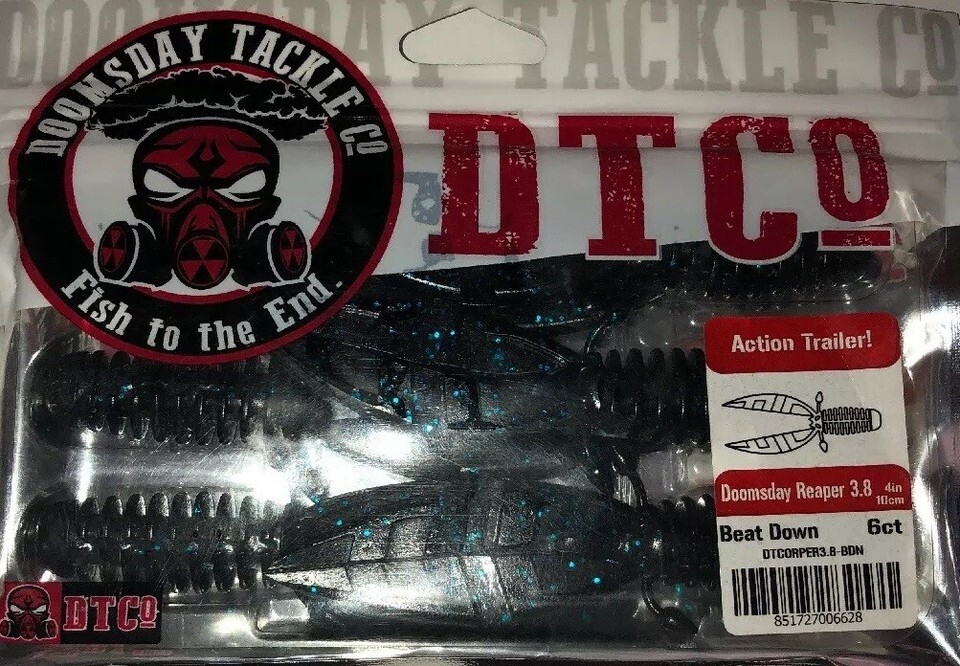 DOOMSDAY TACKLE Co
DOOMSDAY TACKLE Co
Fish to the End.
DTCo
Action Trailer!
Doomsday Reaper 3.8 4in
10cm
Beat Down 6ct
DTCORPER3.8-BDN
851727006628
DTCo